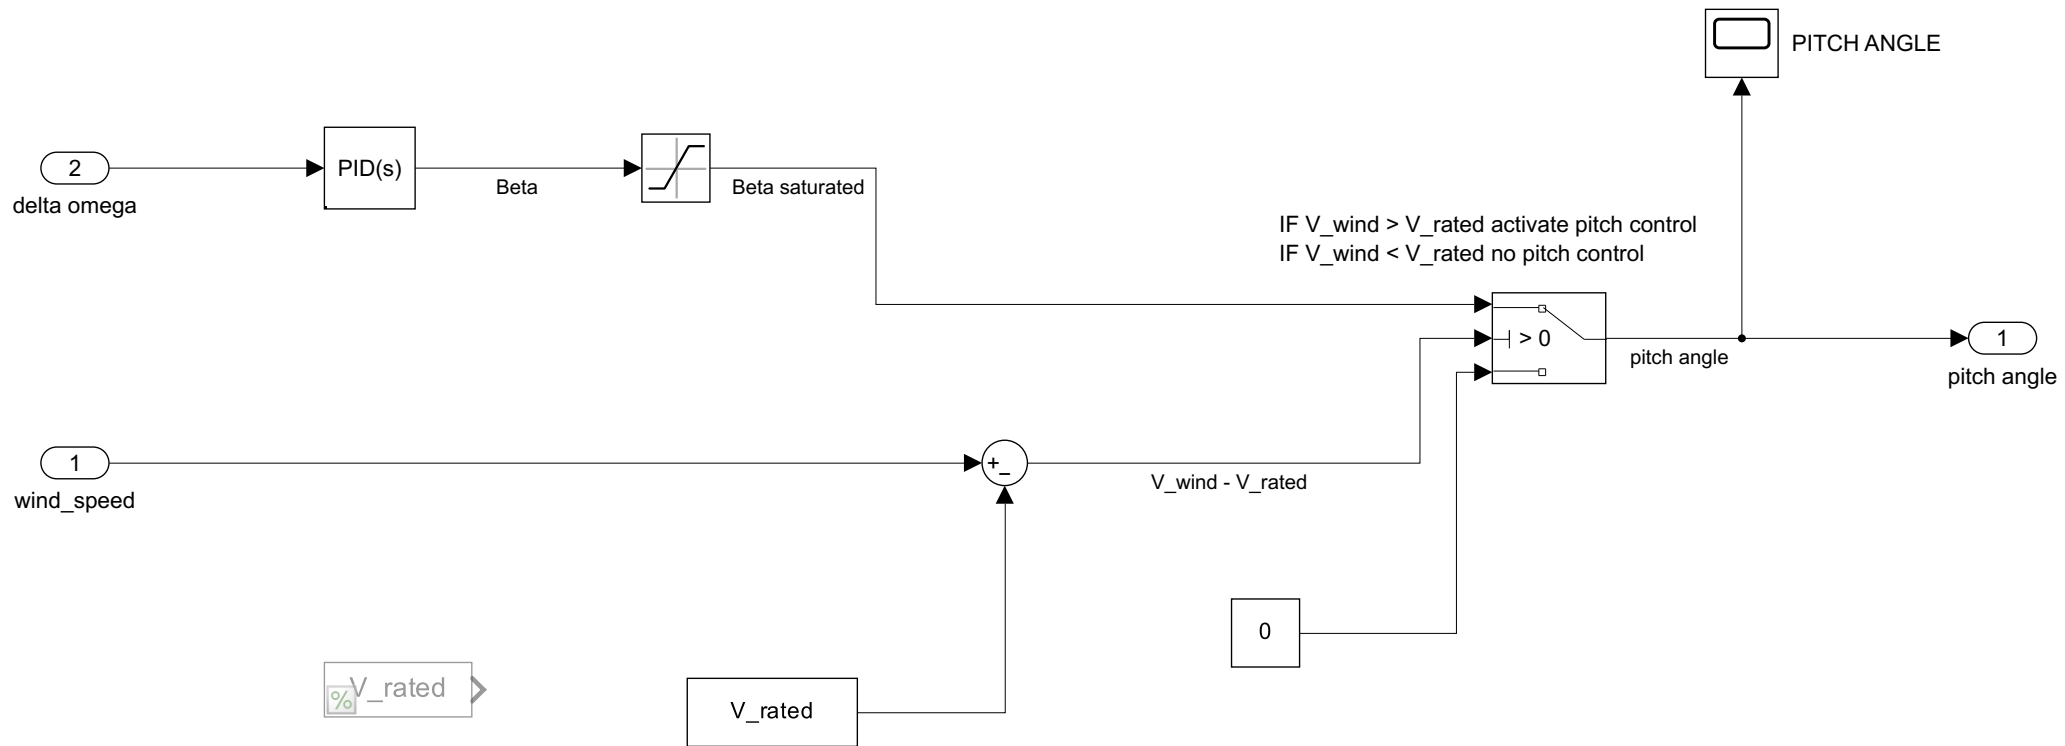 PITCH ANGLE
2
delta omega
PID(s)
Beta
Beta saturated
IF V_wind > V_rated activate pitch control
IF V_wind < V_rated no pitch control
> 0
pitch angle
1
pitch angle
1
wind_speed
+
-
V_wind - V_rated
0
%
V_rated
V_rated